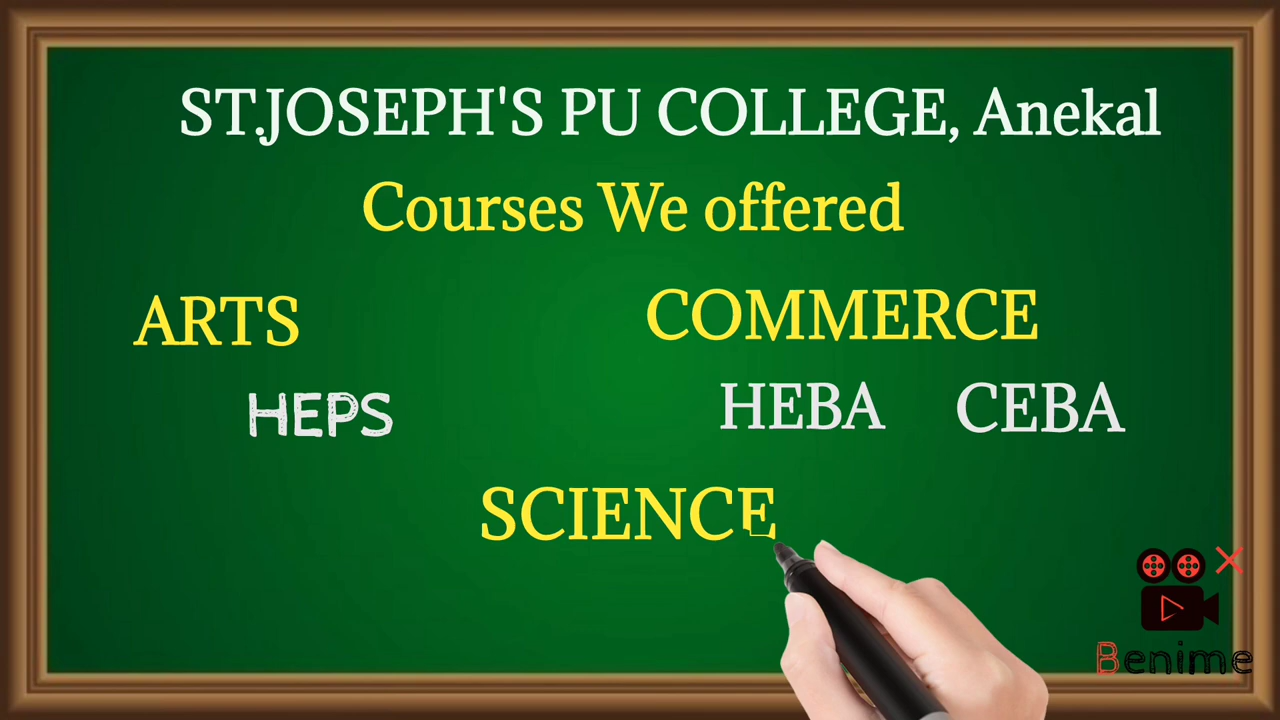 ST.JOSEPH'S PU COLLEGE, Anekal
Courses We offered
ARTS
COMMERCE
HEPS
HEBA CEBA
SCIENCE
Benime